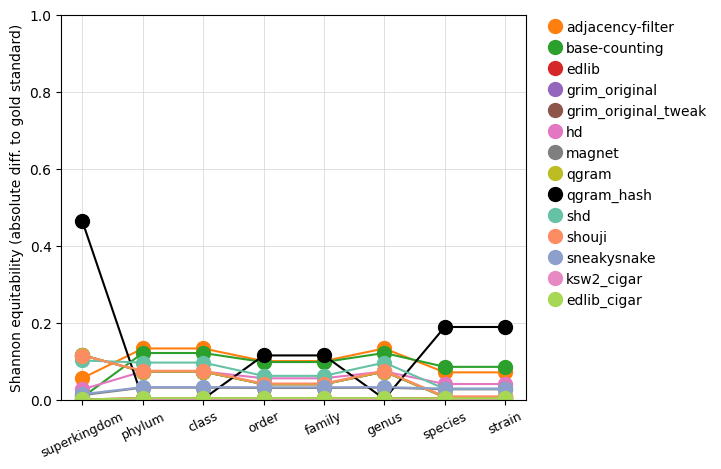 Shannon equitability (absolute diff. to gold standard)
1.0
0.8
0.6
0.4
0.2
0.0
superkingdom
phylum
class
order
family
genus
species
strain
adjacency-filter
base-counting
edlib
grim_original
grim_original_tweak
hd
magnet
qgram
qgram_hash
shd
shouji
sneakysnake
ksw2_cigar
edlib_cigar